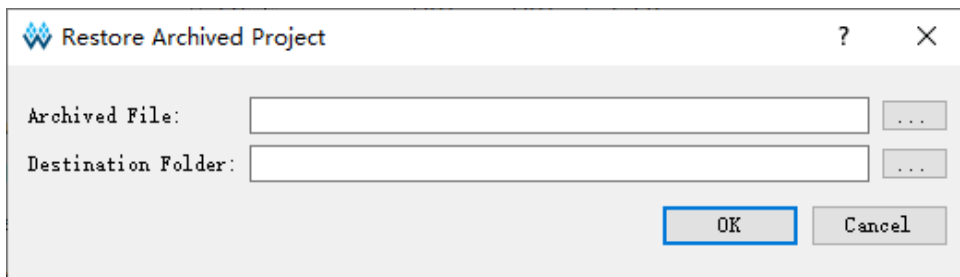 Restore Archived Project ?
Archived File: ...
Destination Folder: ...
OK Cancel